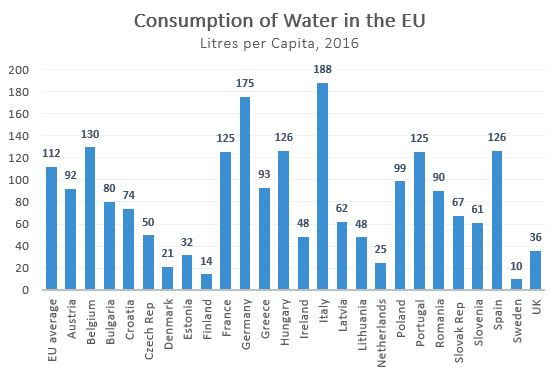 Consumption of Water in the EU
Litres per Capita, 2016
200
180
160
140
120
100
80
60
40
20
0
112
92
130
80
74
50
21
32
14
125
175
93
126
48
188
62
48
25
99
125
90
67
61
126
10
36
EU average
Austria
Belgium
Bulgaria
Croatia
Czech Rep
Denmark
Estonia
Finland
France
Germany
Greece
Hungary
Ireland
Italy
Latvia
Lithuania
Netherlands
Poland
Portugal
Romania
Slovak Rep
Slovenia
Spain
Sweden
UK